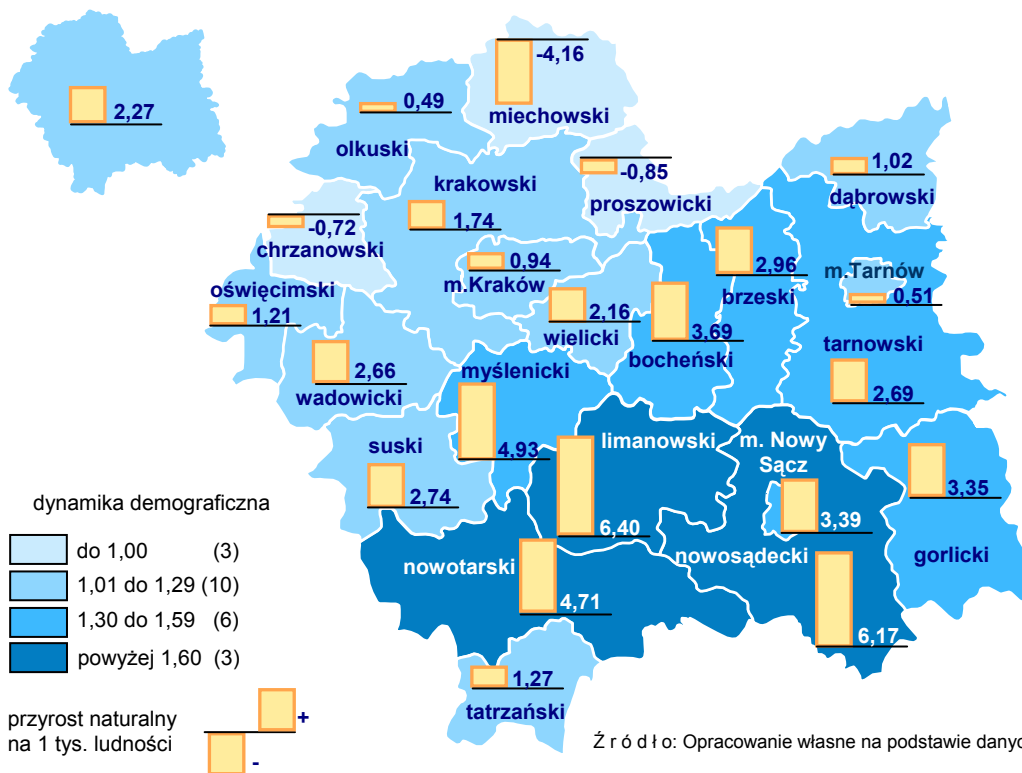 2,27
-4,16
miechowski
0,49
olkuski
krakowski
1,74
-0,85
proszowicki
1,02
dąbrowski
-0,72
chrzanowski
0,94
m.Kraków
oświęcimski
1,21
2,16
wielicki
2,96
brzeski
3,69
bocheński
m.Tarnów
0,51
tarnowski
2,69
2,66
wadowicki
myślenicki
4,93
suski
2,74
limanowski
6,40
m. Nowy
Sącz
3,39
nowosądecki
6,17
3,35
gorlicki
nowotarski
4,71
1,27
tatrzański
dynamika demograficzna
do 1,00 (3)
1,01 do 1,29 (10)
1,30 do 1,59 (6)
powyżej 1,60 (3)
przyrost naturalny
na 1 tys. ludności
+
-
Ź r ó d ł o: Opracowanie własne na podstawie danyc